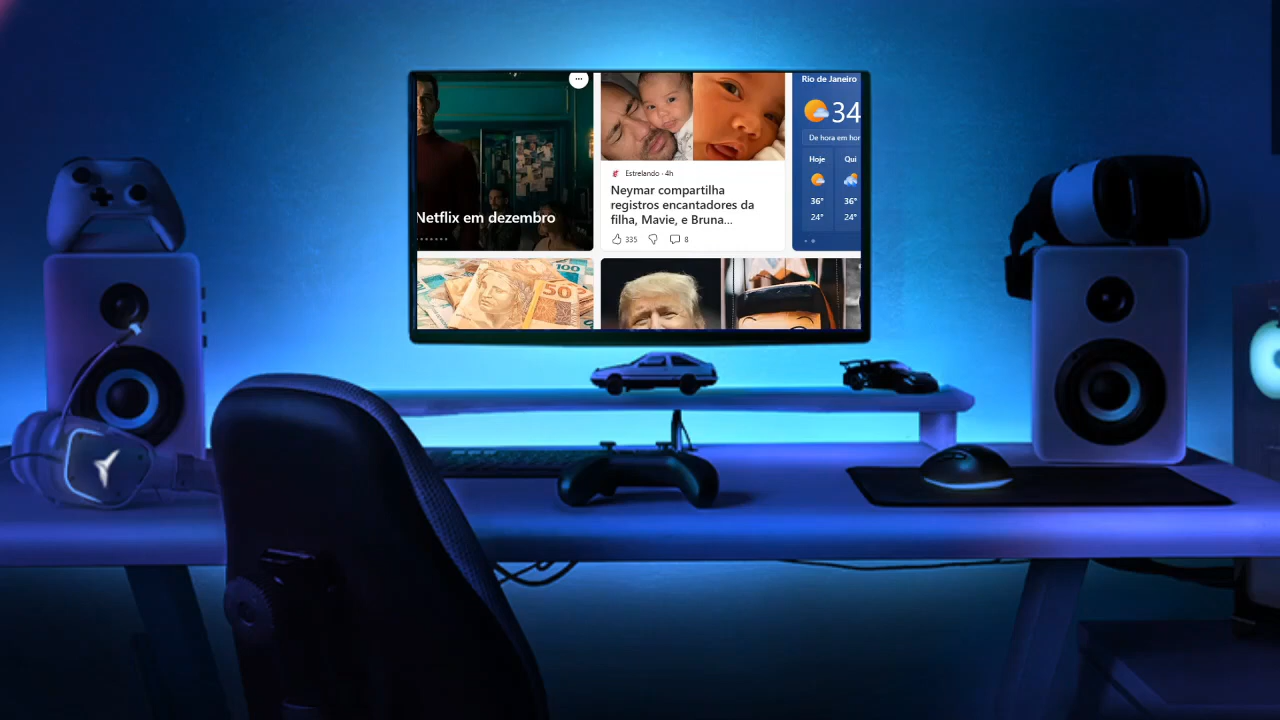 Netflix em dezembro
Estrelando · 4h
Neymar compartilha
registros encantadores da
filha, Mavie, e Bruna...
335
8
Rio de Janeiro
34
De hora em hor
Hoje Qui
36° 36°
24° 24°
100
50